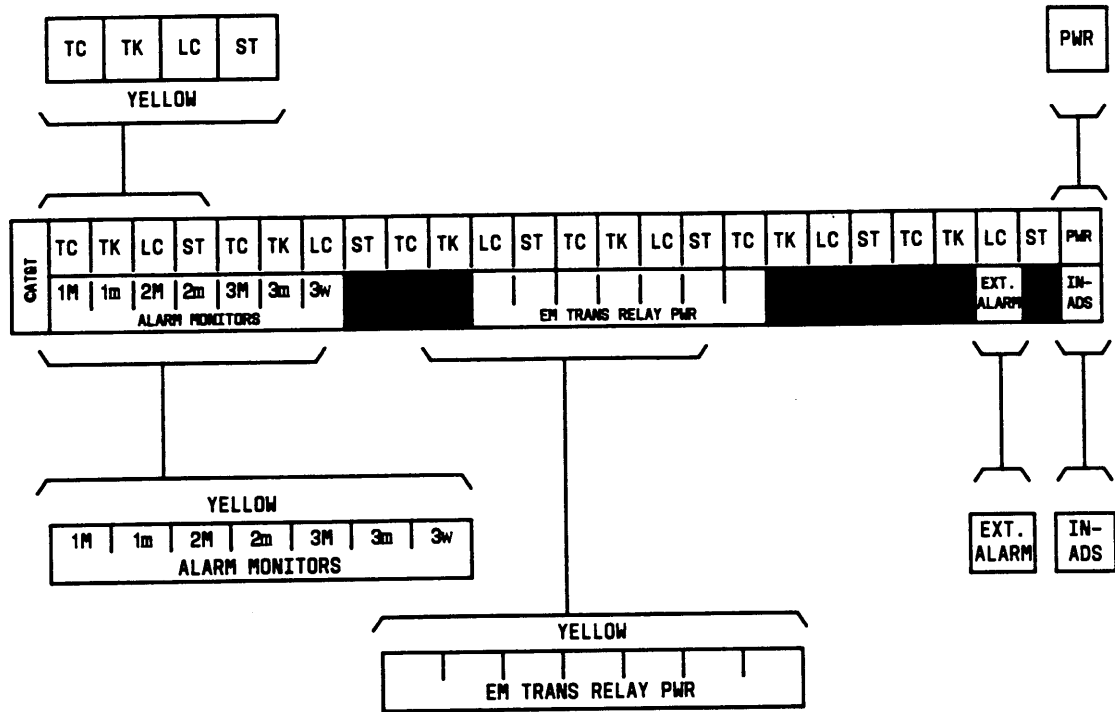 TC TK LC ST
PWR
YELLOW
©AT&T
TC TK LC ST TC TK LC ST TC TK LC ST TC TK LC ST TC TK LC ST TC TK LC ST PWR
1M 1m 2M 2m 3M 3m 3w
ALARM MONITORS
EM TRANS RELAY PWR
EXT.
ALARM
IN-
ADS
YELLOW
1M 1m 2M 2m 3M 3m 3w
ALARM MONITORS
EXT.
ALARM
IN-
ADS
YELLOW
EM TRANS RELAY PWR